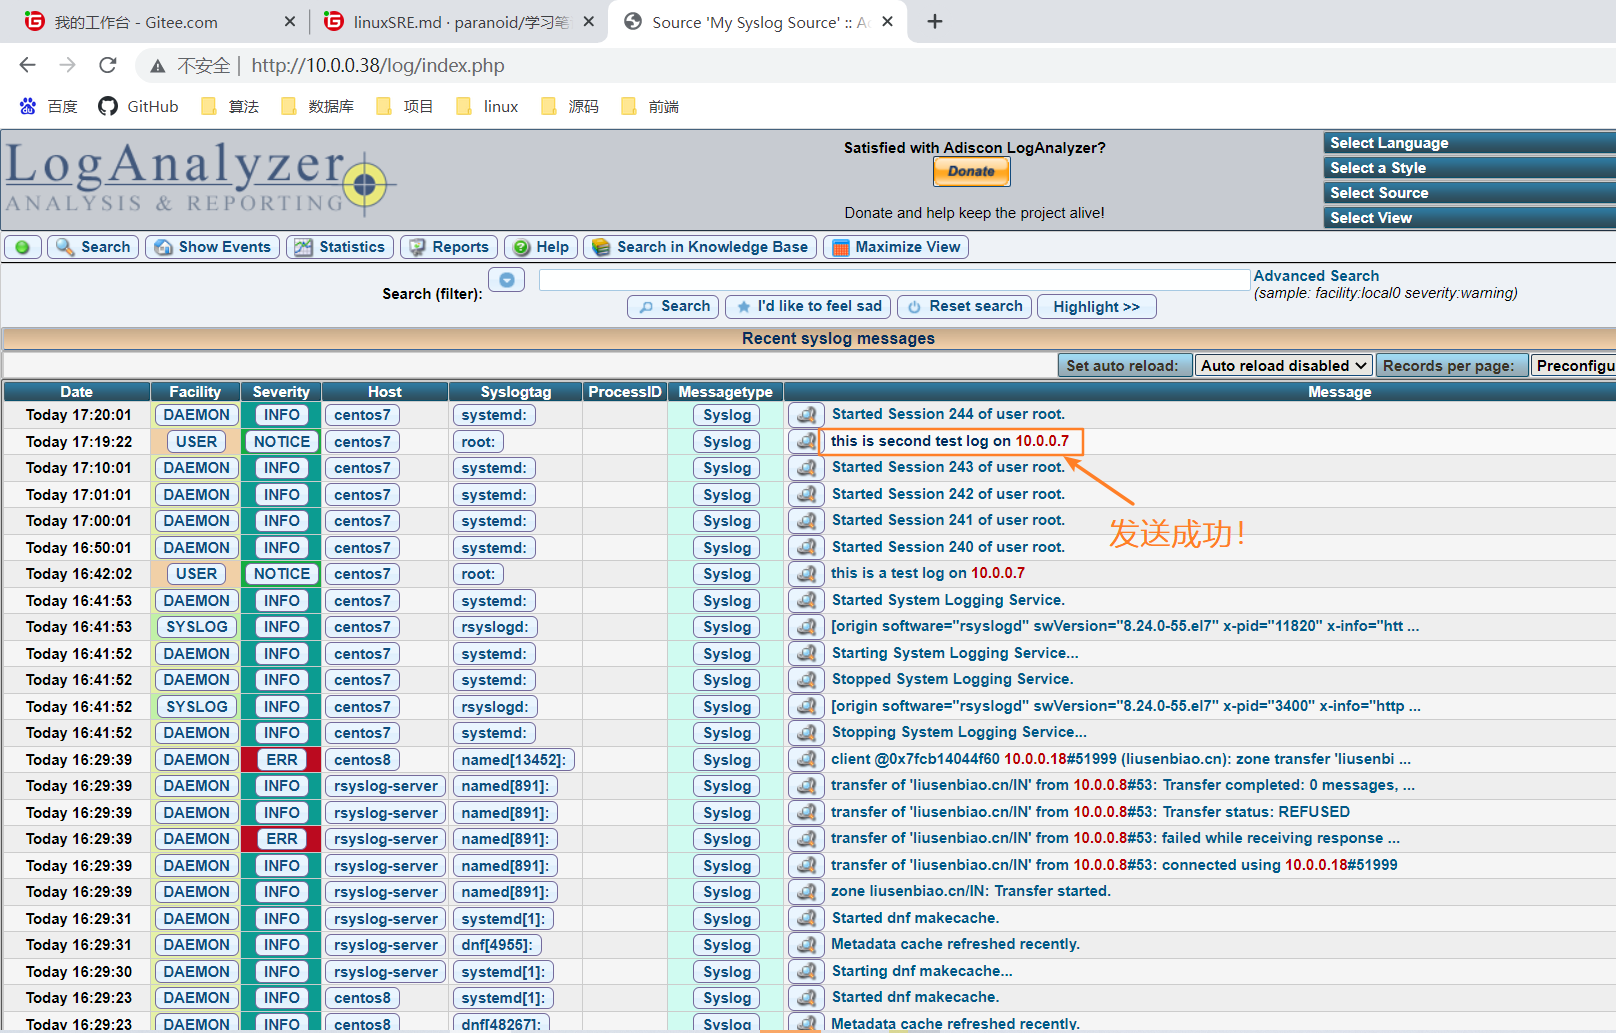 我的工作台 - Gitee.com
linuxSRE.md · paranoid/学习笔
Source 'My Syslog Source' :: A
不安全 | http://10.0.0.38/log/index.php
百度 GitHub 算法 数据库 项目 linux 源码 前端
LogAnalyzer
ANALYSIS & REPORTING
Satisfied with Adiscon LogAnalyzer?
Donate
Donate and help keep the project alive!
Select Language
Select a Style
Select Source
Select View
Search Show Events Statistics Reports Help Search in Knowledge Base Maximize View
Search (filter):
Advanced Search
(sample: facility:local0 severity:warning)
Search I'd like to feel sad Reset search Highlight >>
Recent syslog messages
Set auto reload: Auto reload disabled Records per page: Preconfigu
Date Facility Severity Host Syslogtag ProcessID Messagetype Message
Today 17:20:01 DAEMON INFO centos7 systemd: Syslog Started Session 244 of user root.
Today 17:19:22 USER NOTICE centos7 root: Syslog this is second test log on 10.0.0.7
Today 17:10:01 DAEMON INFO centos7 systemd: Syslog Started Session 243 of user root.
Today 17:01:01 DAEMON INFO centos7 systemd: Syslog Started Session 242 of user root.
Today 17:00:01 DAEMON INFO centos7 systemd: Syslog Started Session 241 of user root.
发送成功！
Today 16:50:01 DAEMON INFO centos7 systemd: Syslog Started Session 240 of user root.
Today 16:42:02 USER NOTICE centos7 root: Syslog this is a test log on 10.0.0.7
Today 16:41:53 DAEMON INFO centos7 systemd: Syslog Started System Logging Service.
Today 16:41:53 SYSLOG INFO centos7 rsyslogd: Syslog [origin software="rsyslogd" swVersion="8.24.0-55.el7" x-pid="11820" x-info="htt ...
Today 16:41:52 DAEMON INFO centos7 systemd: Syslog Starting System Logging Service...
Today 16:41:52 DAEMON INFO centos7 systemd: Syslog Stopped System Logging Service.
Today 16:41:52 SYSLOG INFO centos7 rsyslogd: Syslog [origin software="rsyslogd" swVersion="8.24.0-55.el7" x-pid="3400" x-info="http ...
Today 16:41:52 DAEMON INFO centos7 systemd: Syslog Stopping System Logging Service...
Today 16:29:39 DAEMON ERR centos8 named[13452]: Syslog client @0x7fcb14044f60 10.0.0.18#51999 (liusenbiao.cn): zone transfer 'liusenbi ...
Today 16:29:39 DAEMON INFO rsyslog-server named[891]: Syslog transfer of 'liusenbiao.cn/IN' from 10.0.0.8#53: Transfer completed: 0 messages, ...
Today 16:29:39 DAEMON INFO rsyslog-server named[891]: Syslog transfer of 'liusenbiao.cn/IN' from 10.0.0.8#53: Transfer status: REFUSED
Today 16:29:39 DAEMON ERR rsyslog-server named[891]: Syslog transfer of 'liusenbiao.cn/IN' from 10.0.0.8#53: failed while receiving response ...
Today 16:29:39 DAEMON INFO rsyslog-server named[891]: Syslog transfer of 'liusenbiao.cn/IN' from 10.0.0.8#53: connected using 10.0.0.18#51999
Today 16:29:39 DAEMON INFO rsyslog-server named[891]: Syslog zone liusenbiao.cn/IN: Transfer started.
Today 16:29:31 DAEMON INFO rsyslog-server systemd[1]: Syslog Started dnf makecache.
Today 16:29:31 DAEMON INFO rsyslog-server dnf[4955]: Syslog Metadata cache refreshed recently.
Today 16:29:30 DAEMON INFO rsyslog-server systemd[1]: Syslog Starting dnf makecache...
Today 16:29:23 DAEMON INFO centos8 systemd[1]: Syslog Started dnf makecache.
Today 16:29:23 DAEMON INFO centos8 dnf[48267]: Syslog Metadata cache refreshed recently.